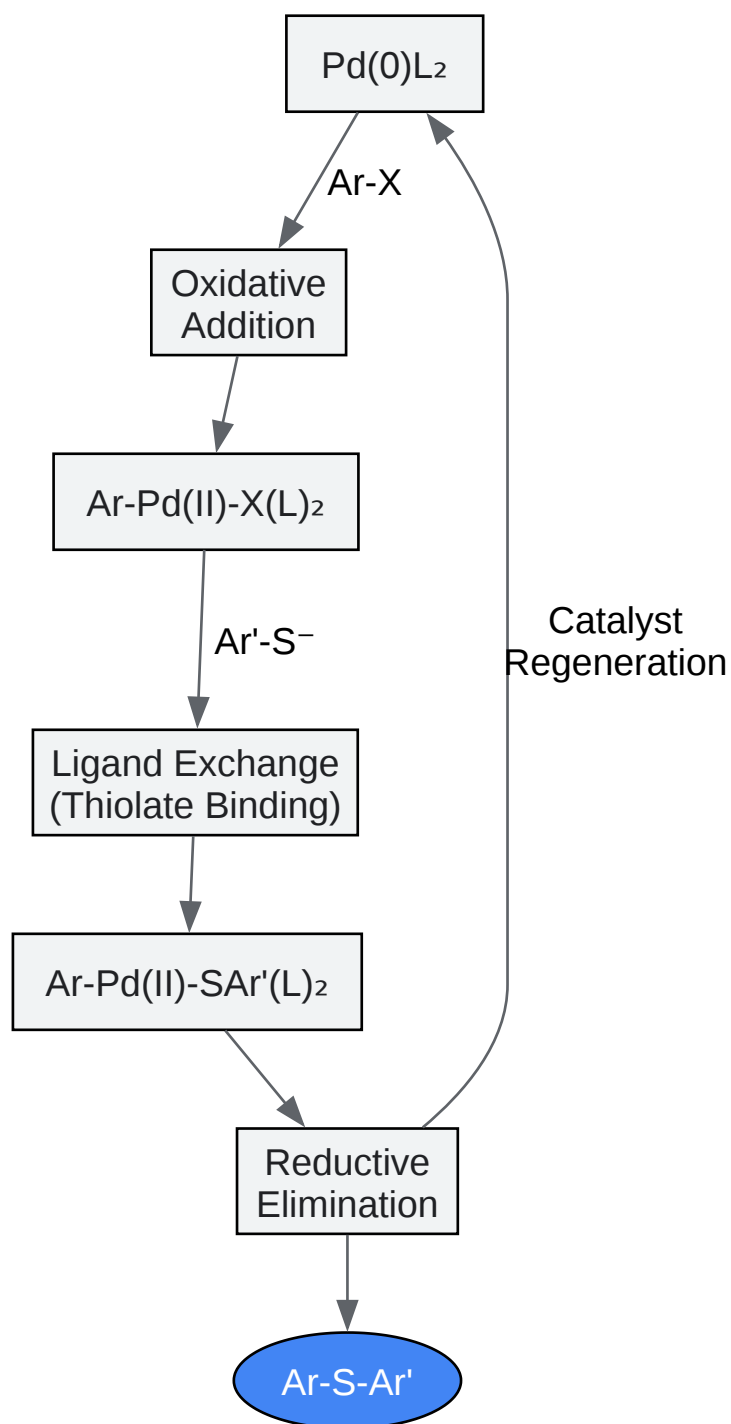 Pd(0)L₂
Ar-X
Oxidative
Addition
Ar-Pd(II)-X(L)₂
Ar'-S⁻
Catalyst
Regeneration
Ligand Exchange
(Thiolate Binding)
Ar-Pd(II)-SAr'(L)₂
Reductive
Elimination
Ar-S-Ar'